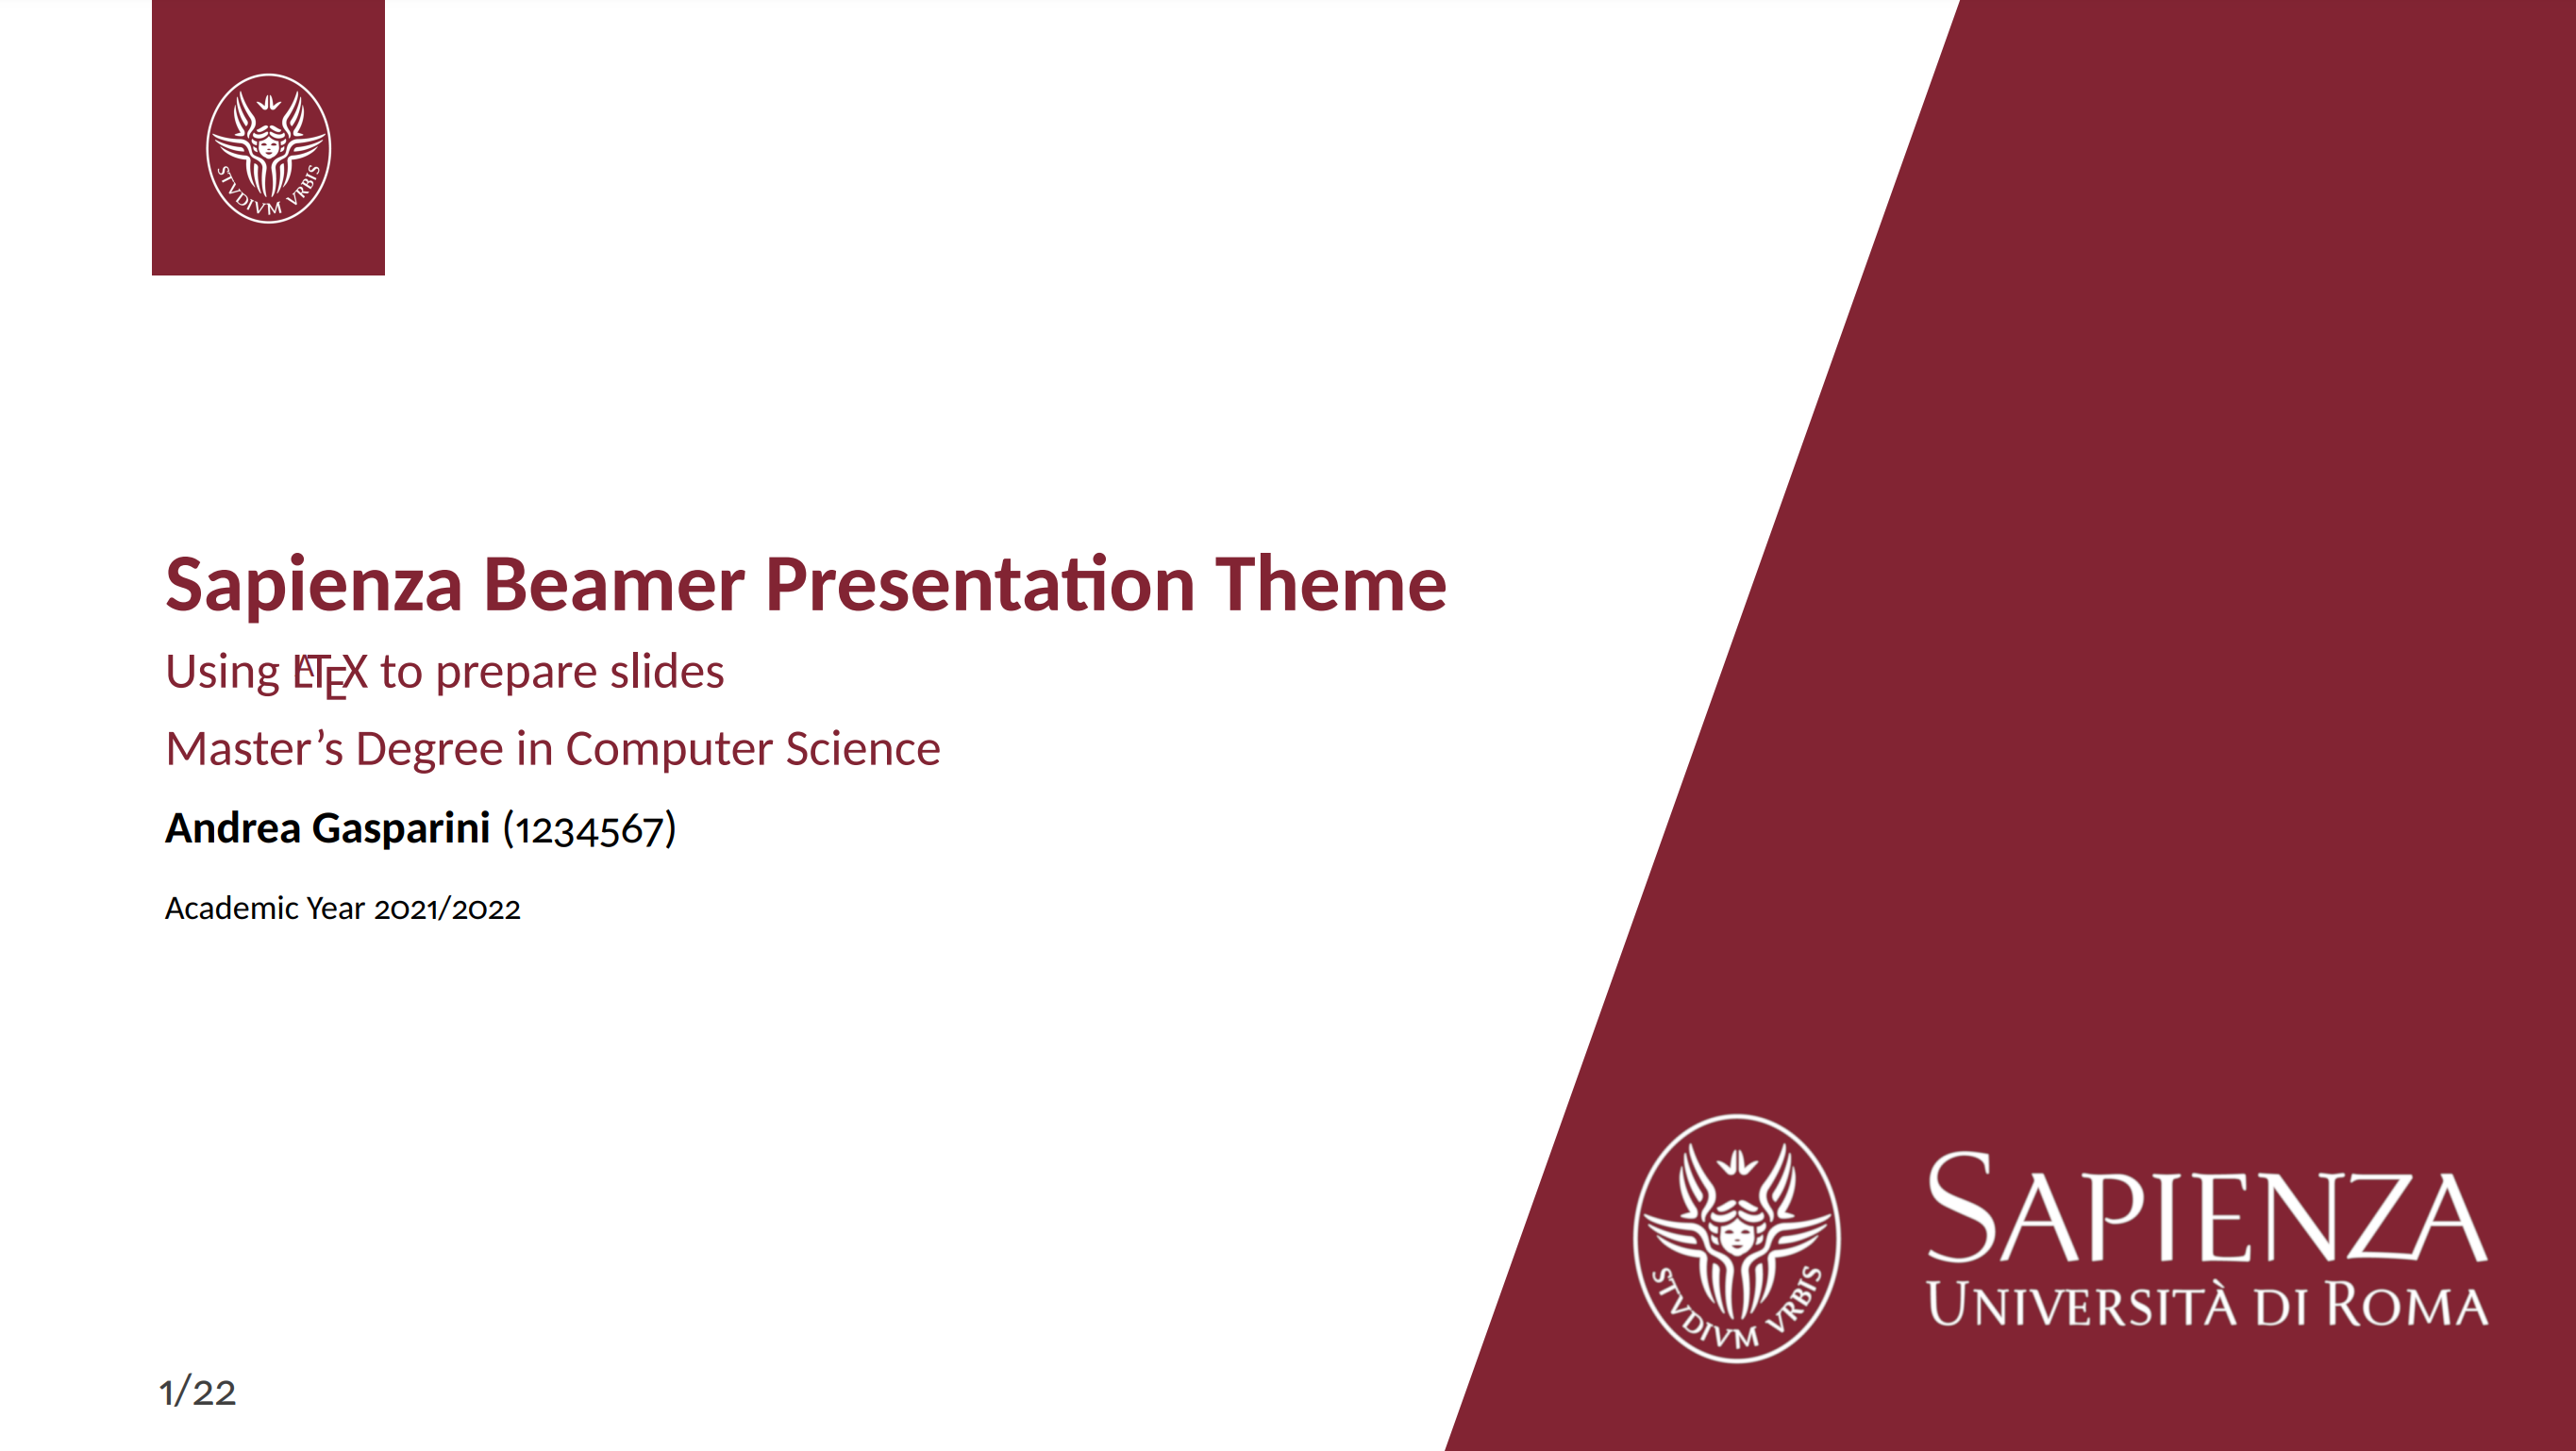 STVDIVM VRBIS
Sapienza Beamer Presentation Theme
Using LATEX to prepare slides
Master’s Degree in Computer Science
Andrea Gasparini (1234567)
Academic Year 2021/2022
STVDIVM VRBIS
SAPIENZA
UNIVERSITÀ DI ROMA
1/22